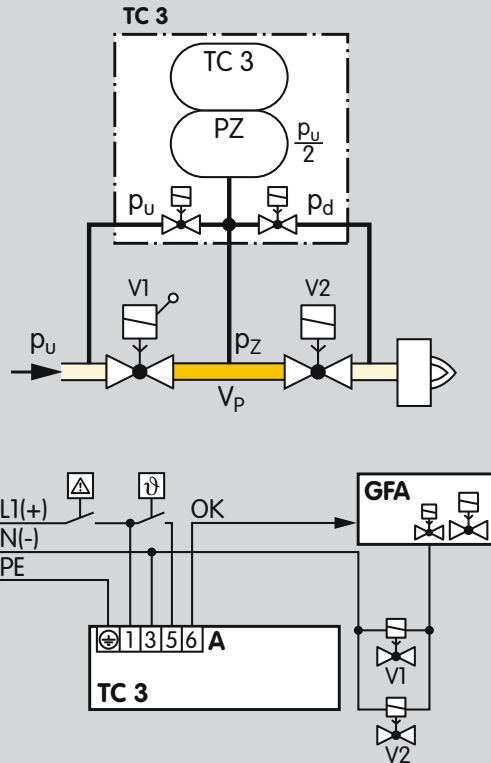 TC 3
TC 3
PZ
pu/2
pu
pd
V1
V2
pu
pZ
VP
L1(+)
ϑ
OK
GFA
N(-)
PE
1 3 5 6 A
V1
TC 3
V2